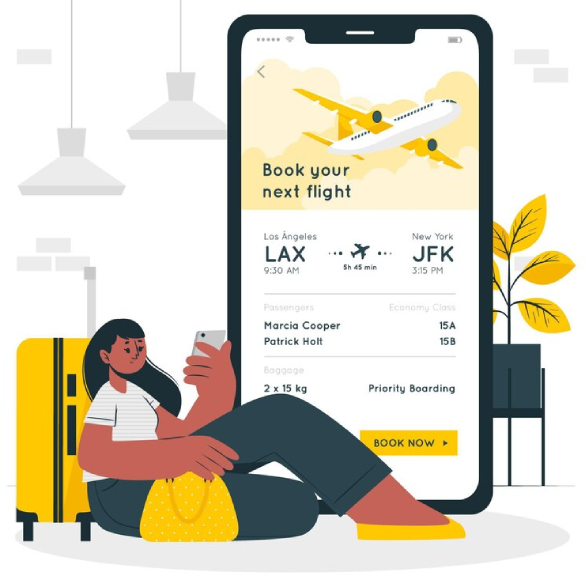 Book your
next flight
Los Ángeles New York
LAX JFK
9:30 AM 5h 45 min 3:15 PM
Passengers Economy Class
Marcia Cooper 15A
Patrick Holt 15B
Baggage
2 x 15 kg Priority Boarding
BOOK NOW